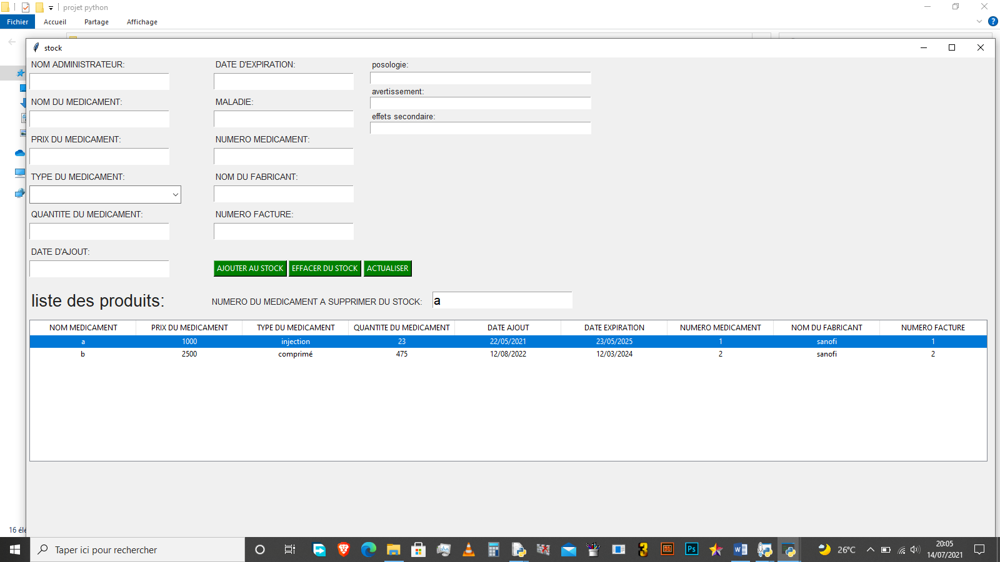 projet python
Fichier Accueil Partage Affichage
stock
NOM ADMINISTRATEUR: DATE D'EXPIRATION: posologie:
avertissement:
NOM DU MEDICAMENT: MALADIE:
effets secondaire:
PRIX DU MEDICAMENT: NUMERO MEDICAMENT:
TYPE DU MEDICAMENT: NOM DU FABRICANT:
QUANTITE DU MEDICAMENT: NUMERO FACTURE:
DATE D'AJOUT:
AJOUTER AU STOCK EFFACER DU STOCK ACTUALISER
liste des produits: NUMERO DU MEDICAMENT A SUPPRIMER DU STOCK: a
NOM MEDICAMENT PRIX DU MEDICAMENT TYPE DU MEDICAMENT QUANTITE DU MEDICAMENT DATE AJOUT DATE EXPIRATION NUMERO MEDICAMENT NOM DU FABRICANT NUMERO FACTURE
a 1000 injection 23 22/05/2021 23/05/2025 1 sanofi 1
b 2500 comprimé 475 12/08/2022 12/03/2024 2 sanofi 2
16 éle
Taper ici pour rechercher 3 Ps 26°C 20:05
14/07/2021